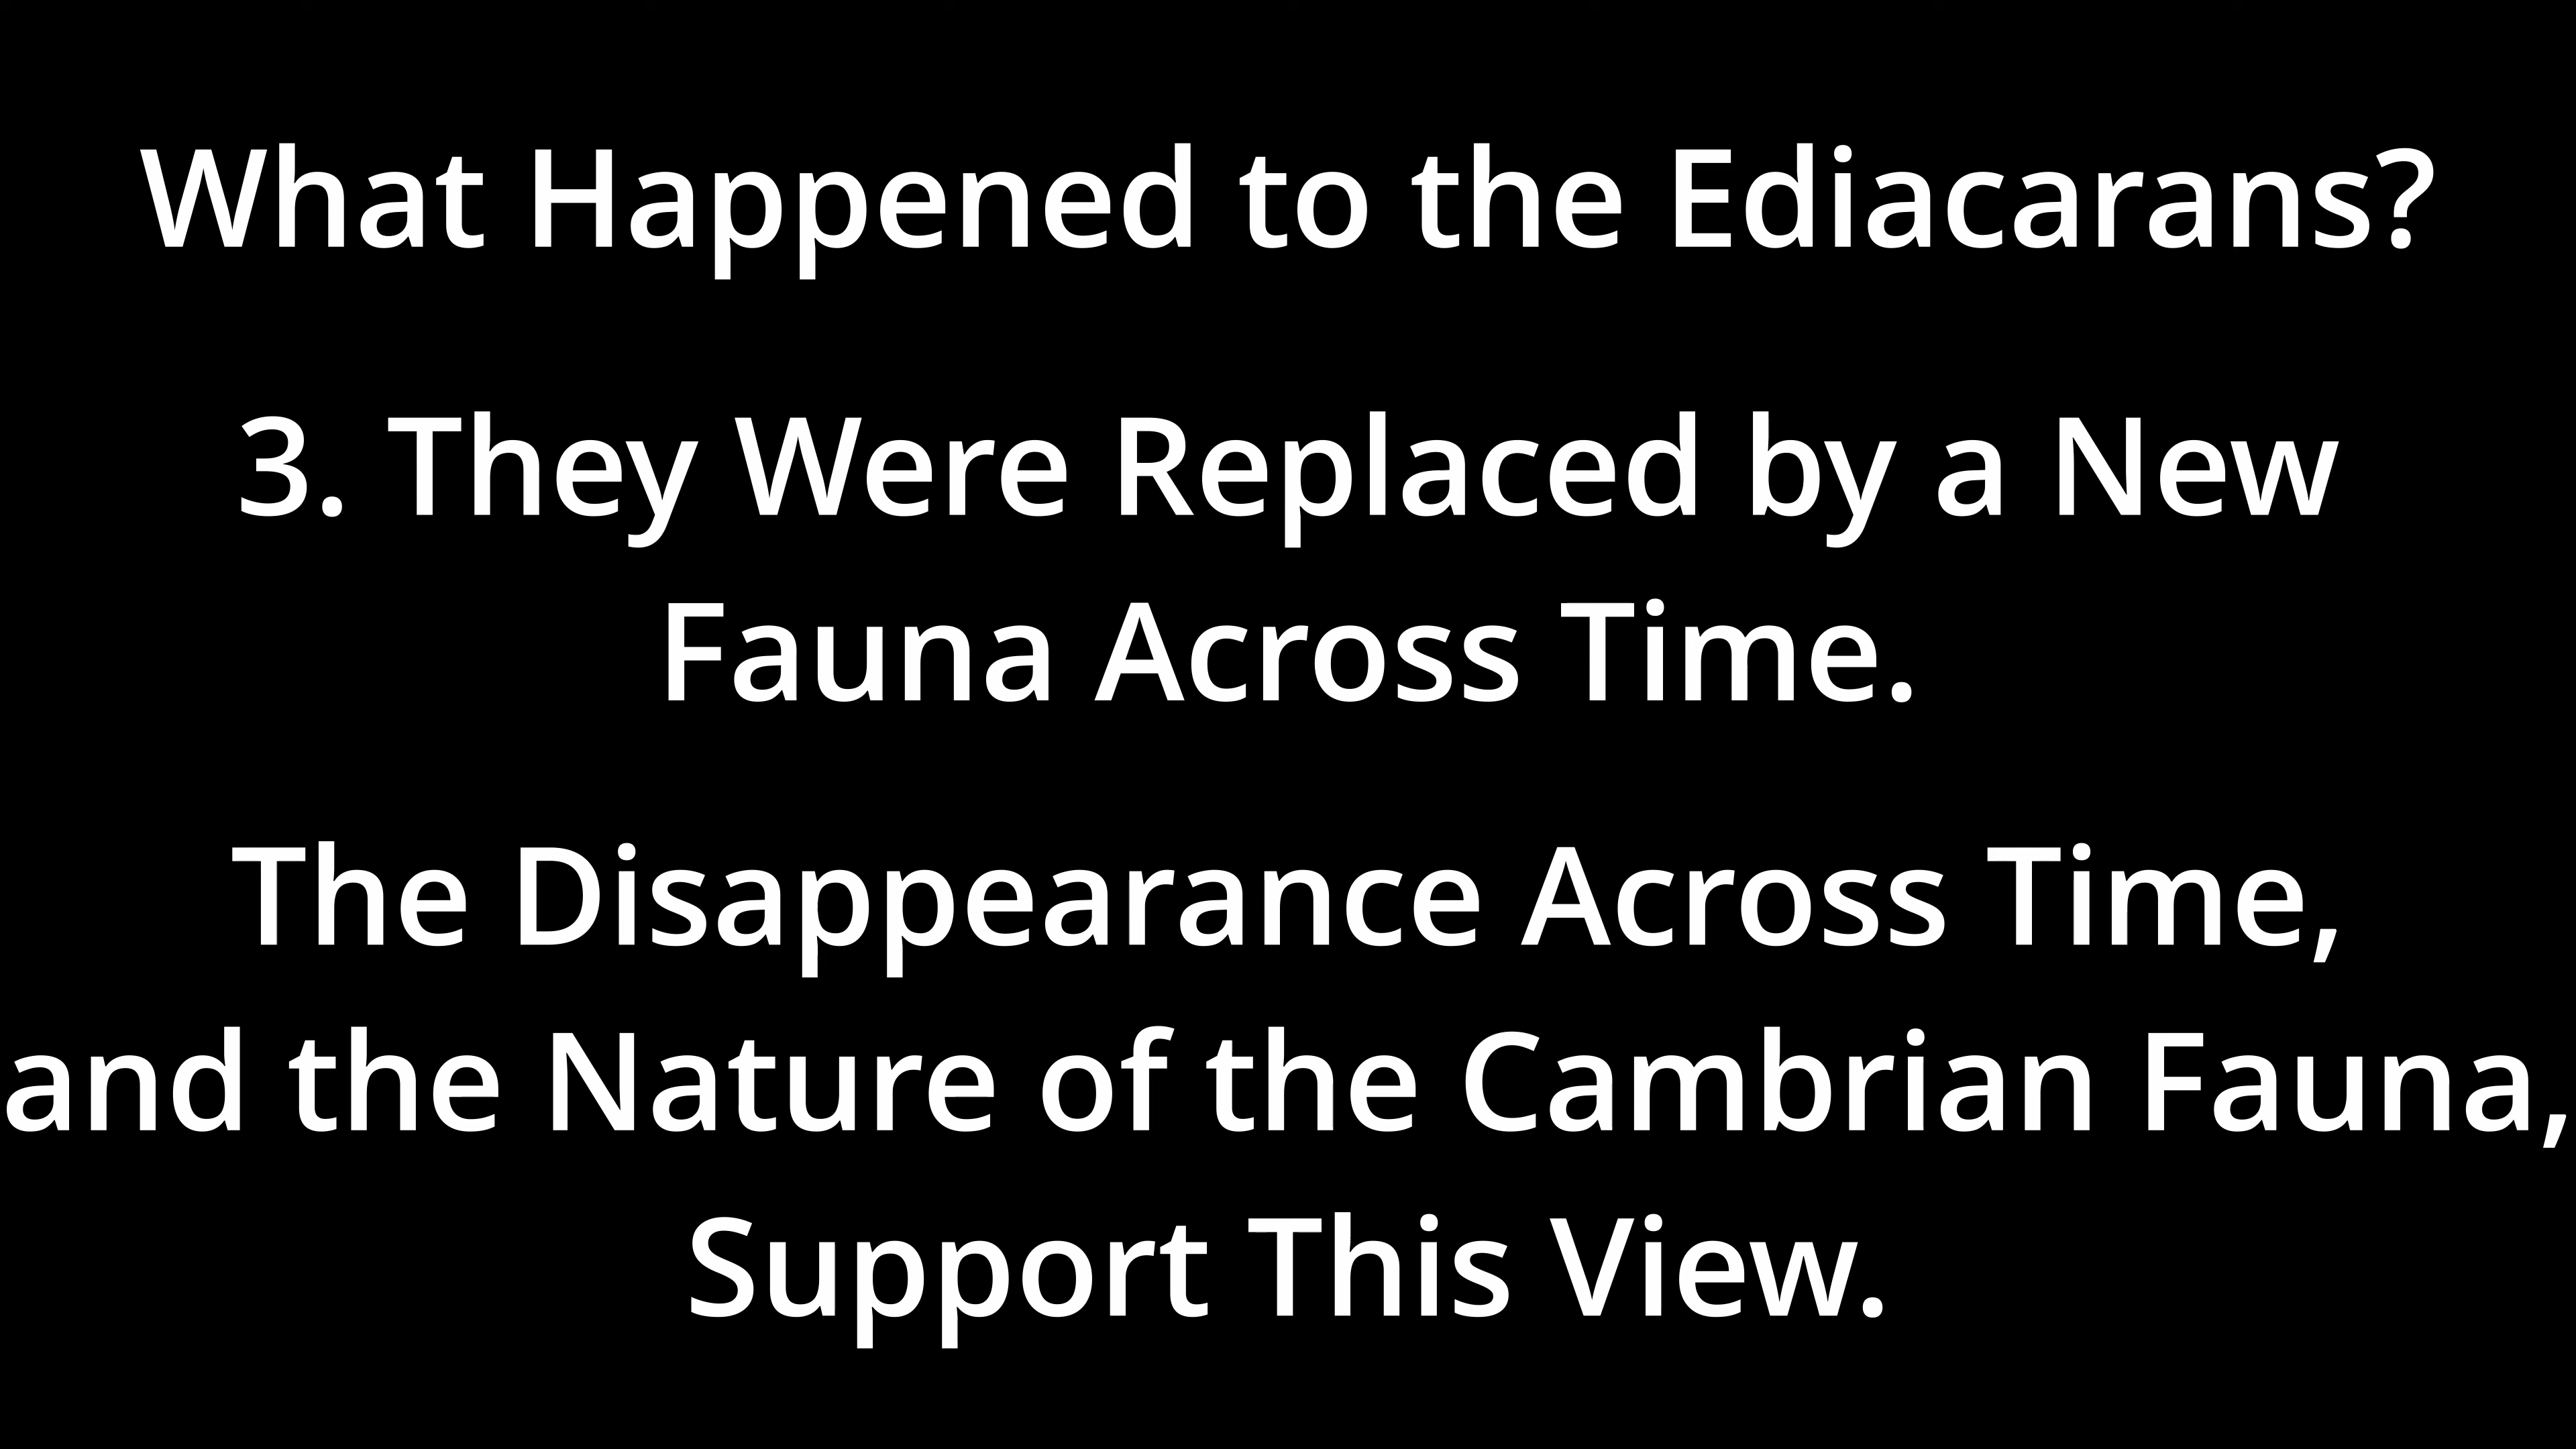 What Happened to the Ediacarans?
3. They Were Replaced by a New
Fauna Across Time.
The Disappearance Across Time,
and the Nature of the Cambrian Fauna,
Support This View.